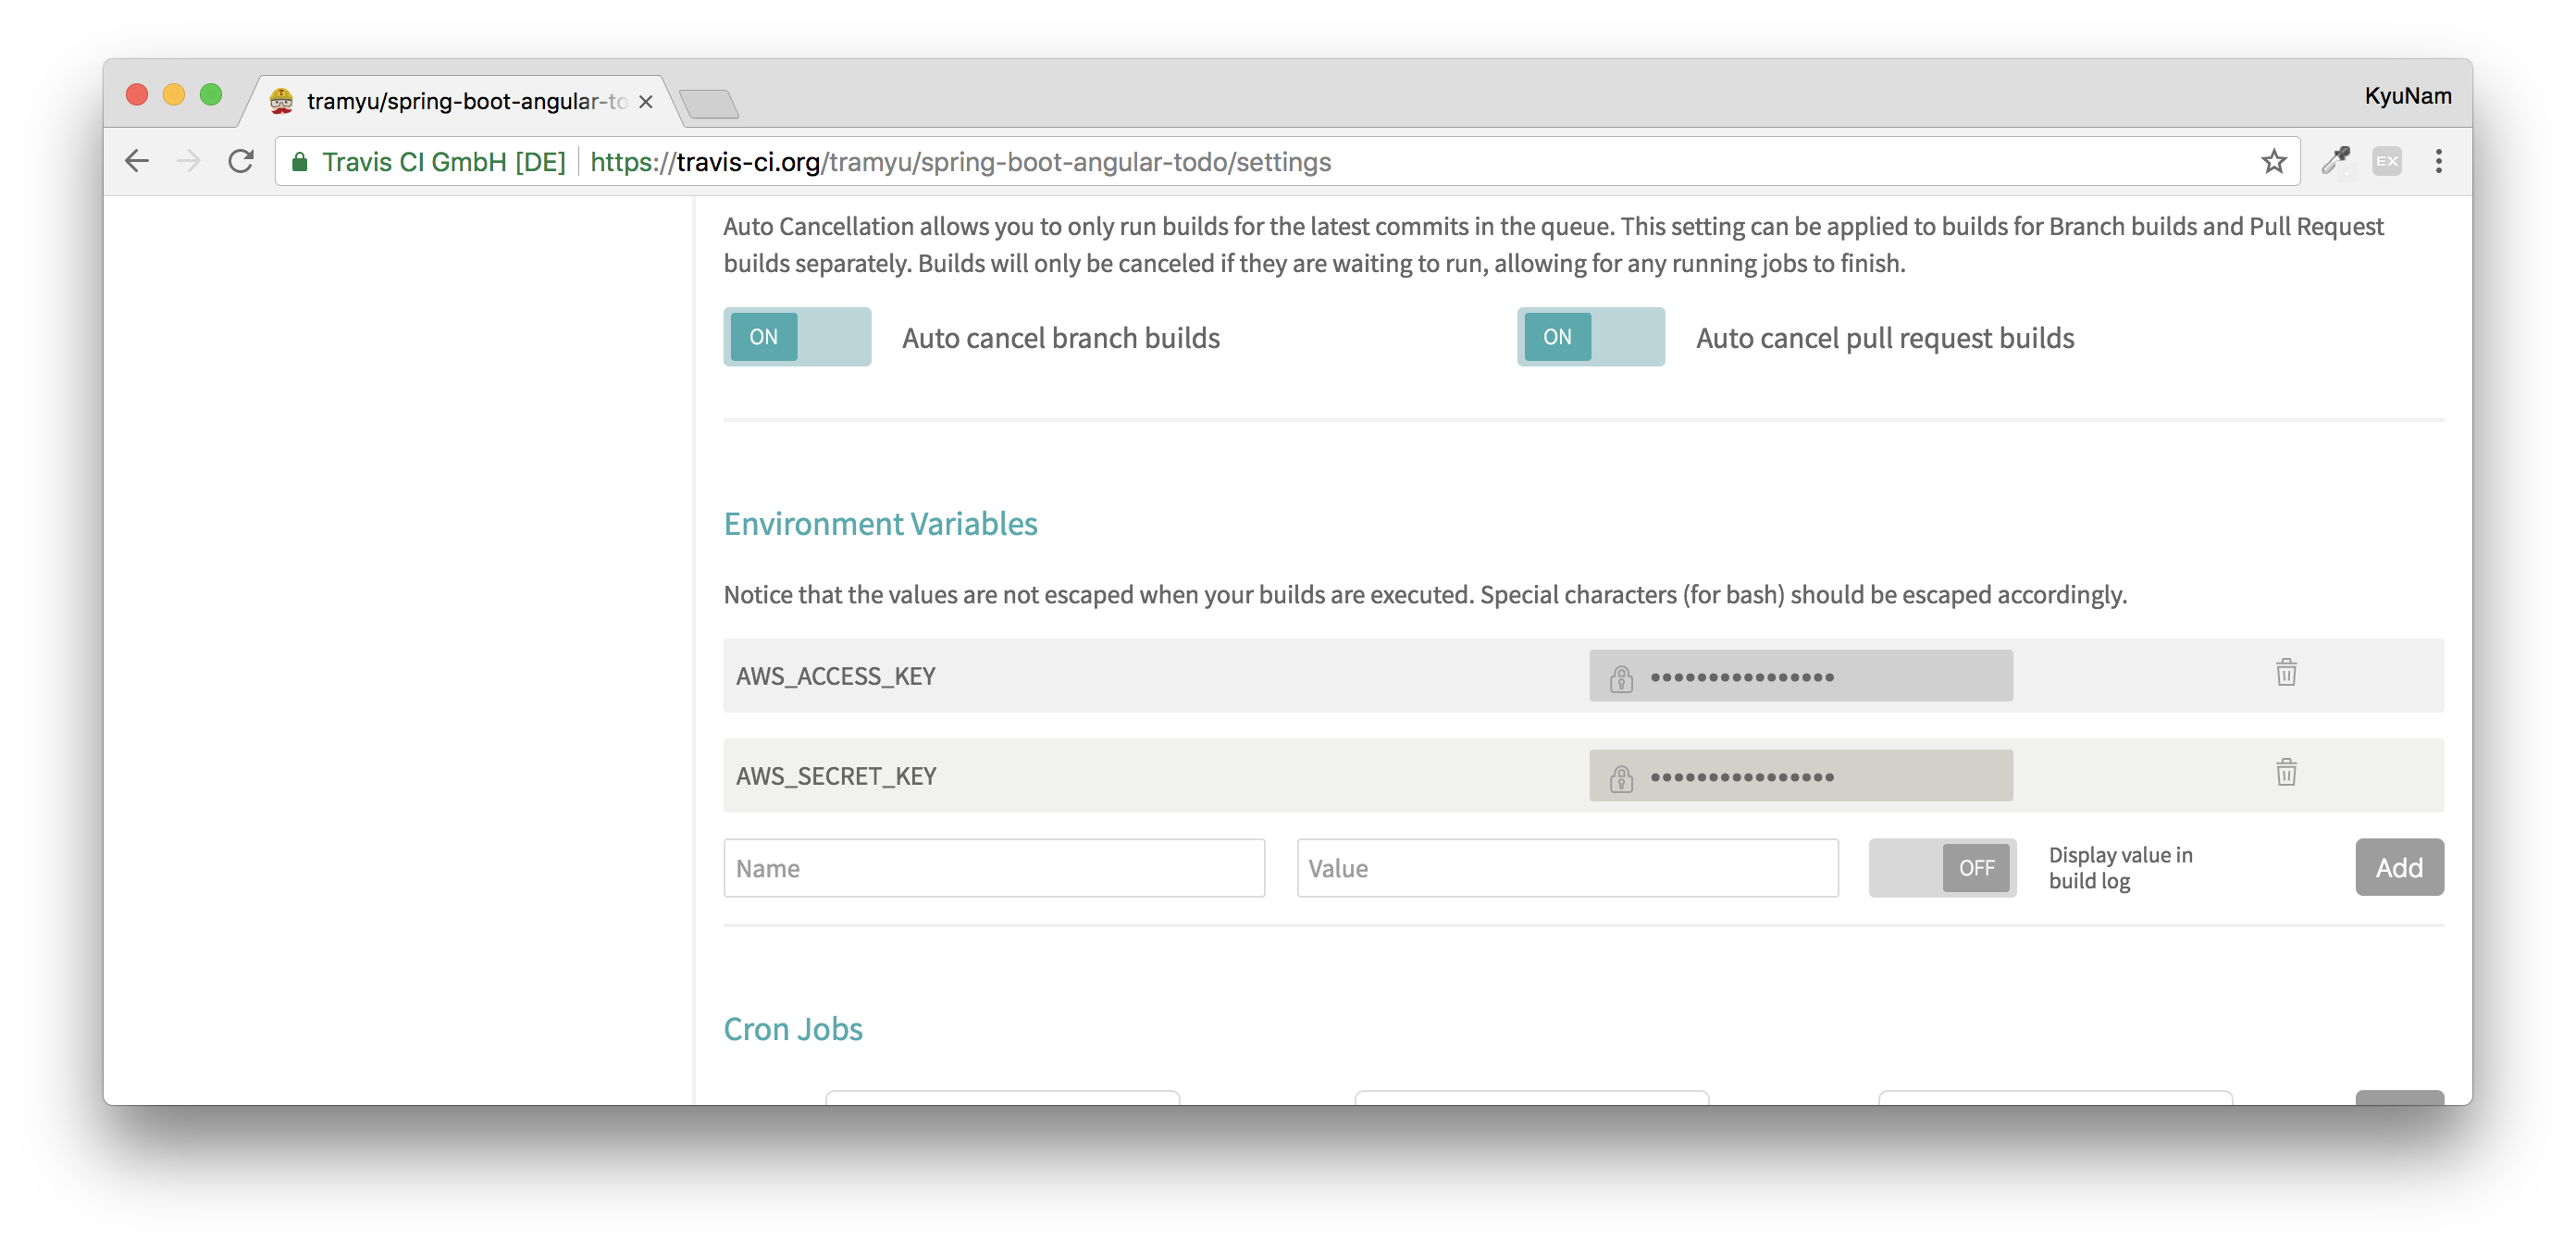 tramyu/spring-boot-angular-to
KyuNam
Travis CI GmbH [DE] https://travis-ci.org/tramyu/spring-boot-angular-todo/settings
EX
Auto Cancellation allows you to only run builds for the latest commits in the queue. This setting can be applied to builds for Branch builds and Pull Request
builds separately. Builds will only be canceled if they are waiting to run, allowing for any running jobs to finish.
ON Auto cancel branch builds ON Auto cancel pull request builds
Environment Variables
Notice that the values are not escaped when your builds are executed. Special characters (for bash) should be escaped accordingly.
AWS_ACCESS_KEY ••••••••••••••••
AWS_SECRET_KEY ••••••••••••••••
Name Value OFF Display value in
build log
Add
Cron Jobs